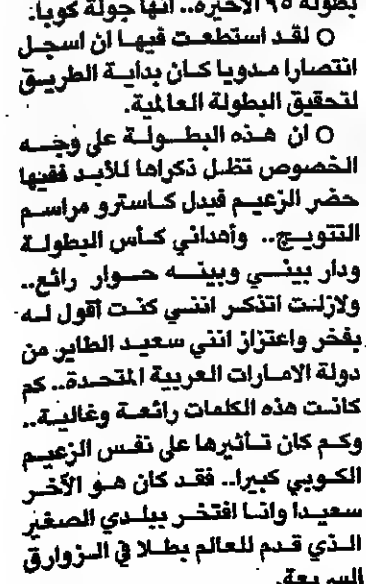 بطولة ٩٥ الأخيرة.. انها جولة كوبا:
○ لقد استطعت فيها ان اسجل
انتصارا مدويا كان بداية الطريق
لتحقيق البطولة العالمية.
○ ان هذه البطولة على وجه
الخصوص تظل ذكراها للأبد ففيها
حضر الزعيم فيدل كاسترو مراسم
التتويج.. وأهداني كأس البطولة
ودار بيني وبينه حوار رائع..
ولازلت اتذكر انني كنت أقول له
بفخر واعتزاز انني سعيد الطاير من
دولة الامارات العربية المتحدة.. كم
كانت هذه الكلمات رائعة وغالية..
وكم كان تأثيرها على نفس الزعيم
الكوبي كبيرا.. فقد كان هو الآخر
سعيدا وانا افتخر ببلدي الصغير
الذي قدم للعالم بطلا في الزوارق
السريعة.